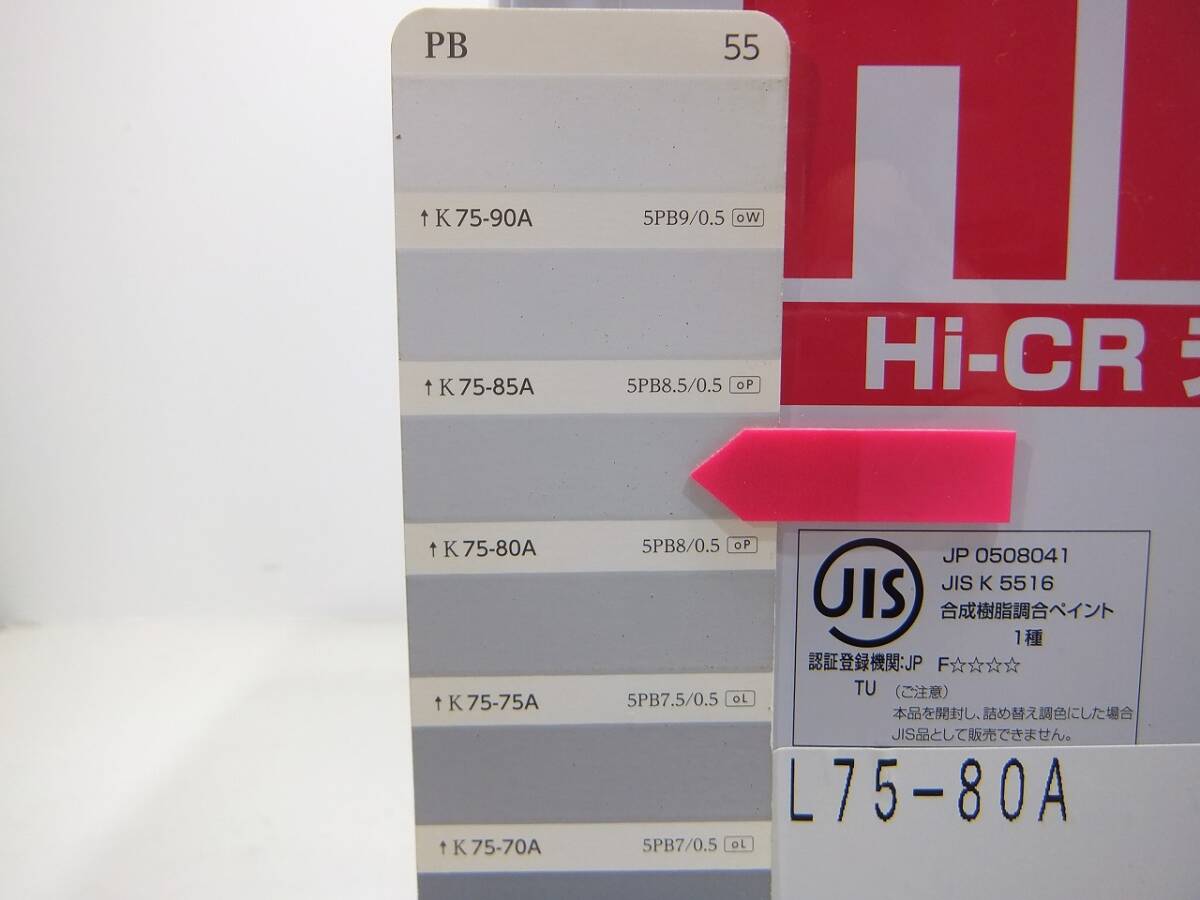 PB 55
↑K75-90A 5PB9/0.5 oW
↑K75-85A 5PB8.5/0.5 oP
↑K75-80A 5PB8/0.5 oP
↑K75-75A 5PB7.5/0.5 oL
↑K75-70A 5PB7/0.5 oL
Hi-CR
JIS
JP 0508041
JIS K 5516
合成樹脂調合ペイント
1種
認証登録機関:JP F☆☆☆☆
TU (ご注意)
本品を開封し、詰め替え調色にした場合
JIS品として販売できません。
L75-80A